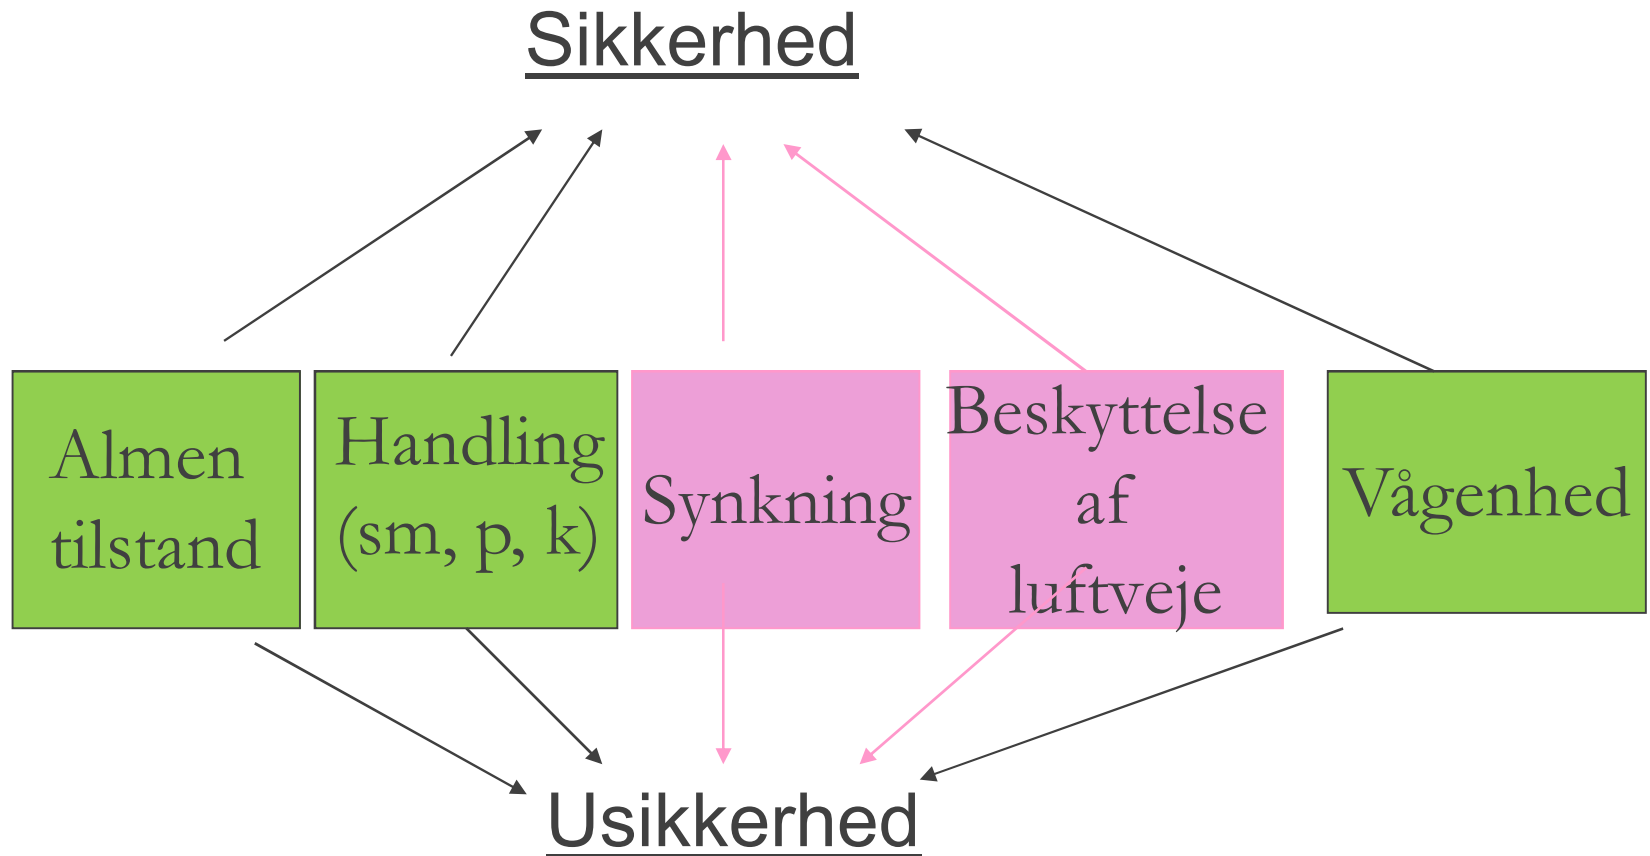 Sikkerhed
Almen
tilstand
Handling
(sm, p, k)
Synkning
Beskyttelse
af
luftveje
Vågenhed
Usikkerhed